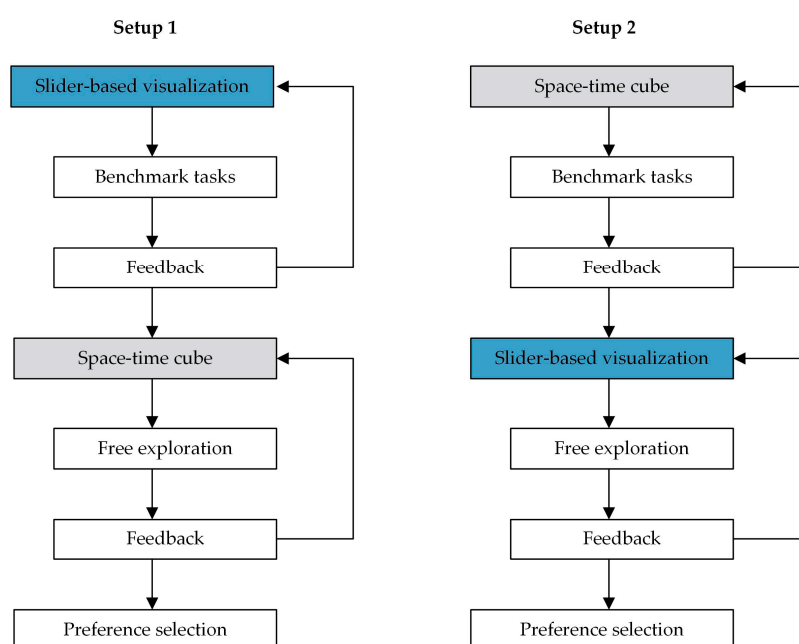 Setup 1
Slider-based visualization
Benchmark tasks
Feedback
Space-time cube
Free exploration
Feedback
Preference selection
Setup 2
Space-time cube
Benchmark tasks
Feedback
Slider-based visualization
Free exploration
Feedback
Preference selection